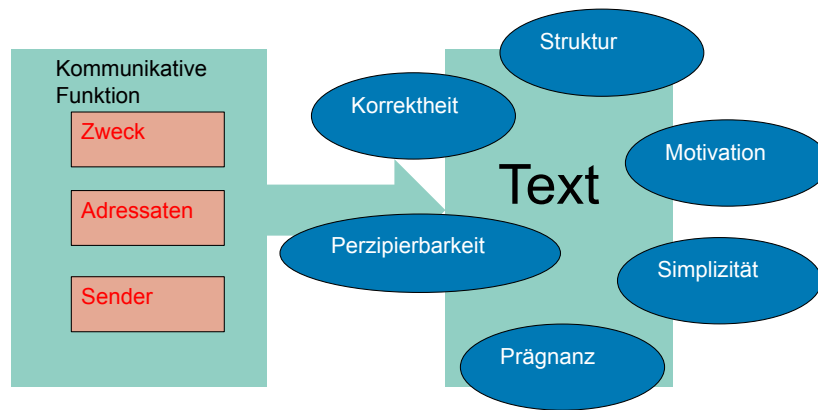 Kommunikative
Funktion
Zweck
Adressaten
Sender
Struktur
Korrektheit
Motivation
Text
Perzipierbarkeit
Simplizität
Prägnanz